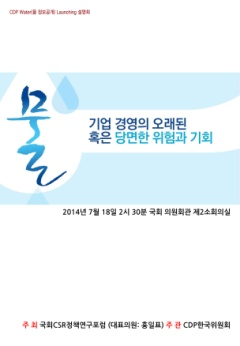 CDP Water(물 정보공개) Launching 설명회
물
기업 경영의 오래된
혹은 당면한 위험과 기회
2014년 7월 18일 2시 30분 국회 의원회관 제2소회의실
주 최 국회CSR정책연구포럼 (대표의원: 홍일표) 주 관 CDP한국위원회